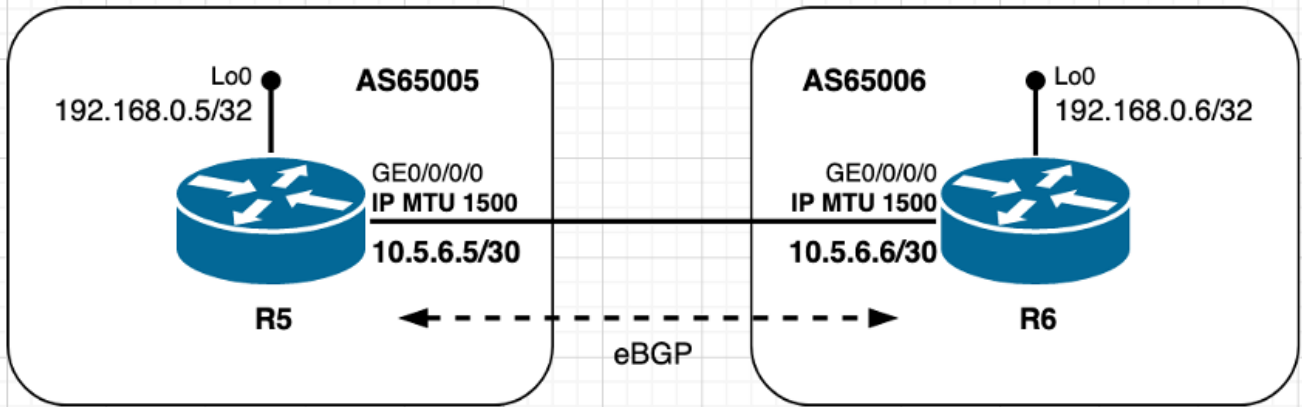 Lo0
192.168.0.5/32
AS65005
GE0/0/0/0
IP MTU 1500
10.5.6.5/30
R5
eBGP
AS65006
Lo0
192.168.0.6/32
GE0/0/0/0
IP MTU 1500
10.5.6.6/30
R6